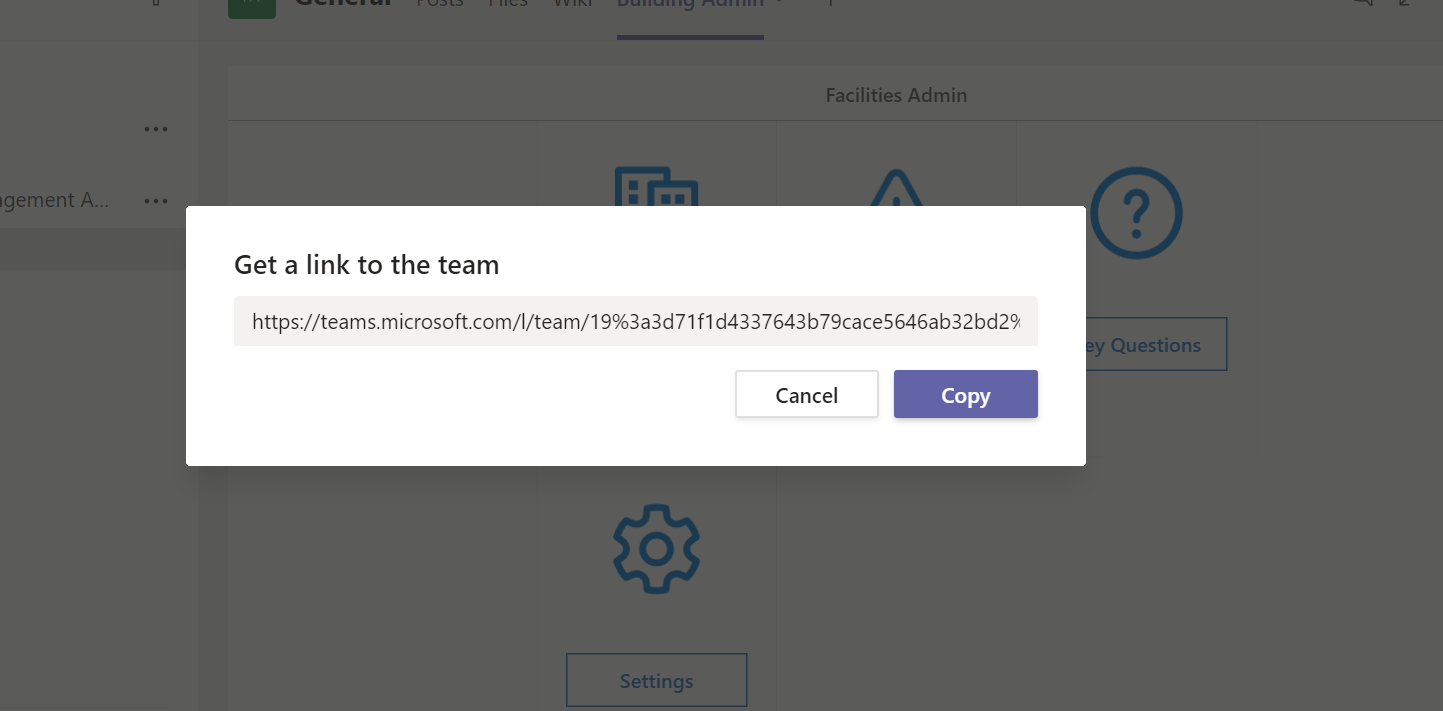 General Posts Files Wiki Building Admin
Facilities Admin
gement A...
Get a link to the team
https://teams.microsoft.com/l/team/19%3a3d71f1d4337643b79cace5646ab32bd2%
ey Questions
Cancel Copy
Settings